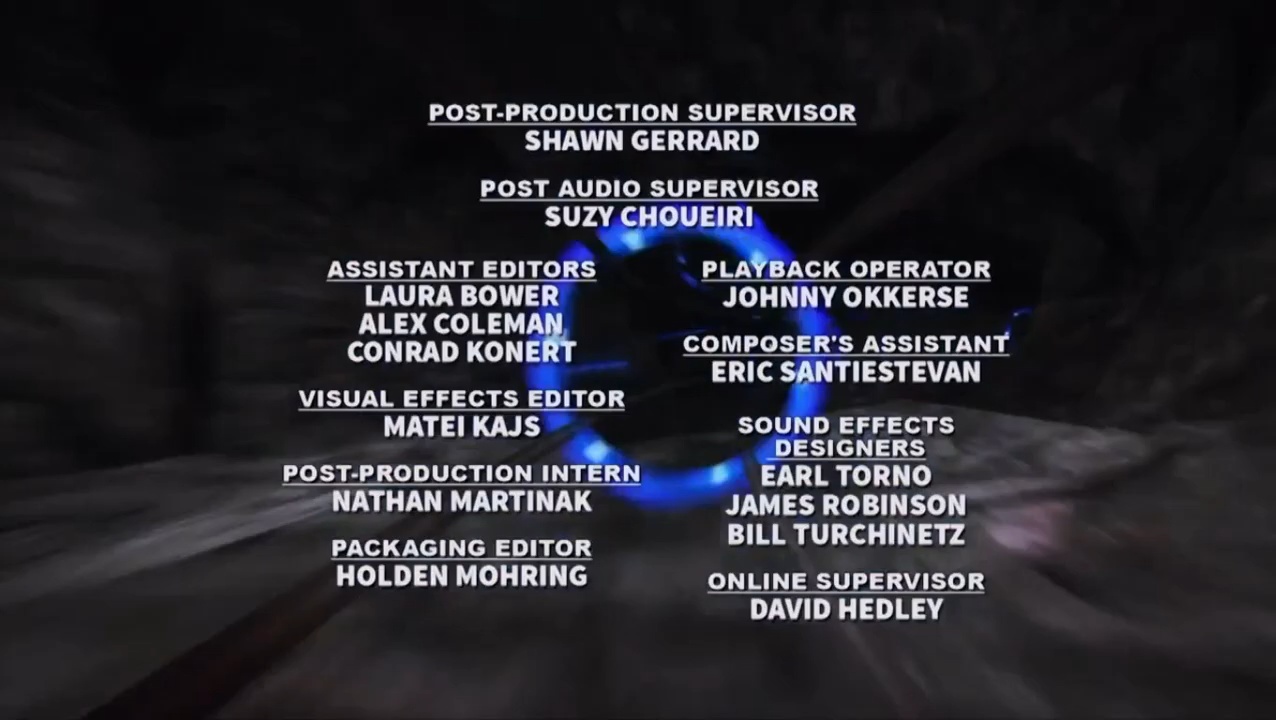 POST-PRODUCTION SUPERVISOR
SHAWN GERRARD
POST AUDIO SUPERVISOR
SUZY CHOUEIRI
ASSISTANT EDITORS
LAURA BOWER
ALEX COLEMAN
CONRAD KONERT
VISUAL EFFECTS EDITOR
MATEI KAJS
POST-PRODUCTION INTERN
NATHAN MARTINAK
PACKAGING EDITOR
HOLDEN MOHRING
PLAYBACK OPERATOR
JOHNNY OKKERSE
COMPOSER'S ASSISTANT
ERIC SANTIESTEVAN
SOUND EFFECTS
DESIGNERS
EARL TORNO
JAMES ROBINSON
BILL TURCHINETZ
ONLINE SUPERVISOR
DAVID HEDLEY